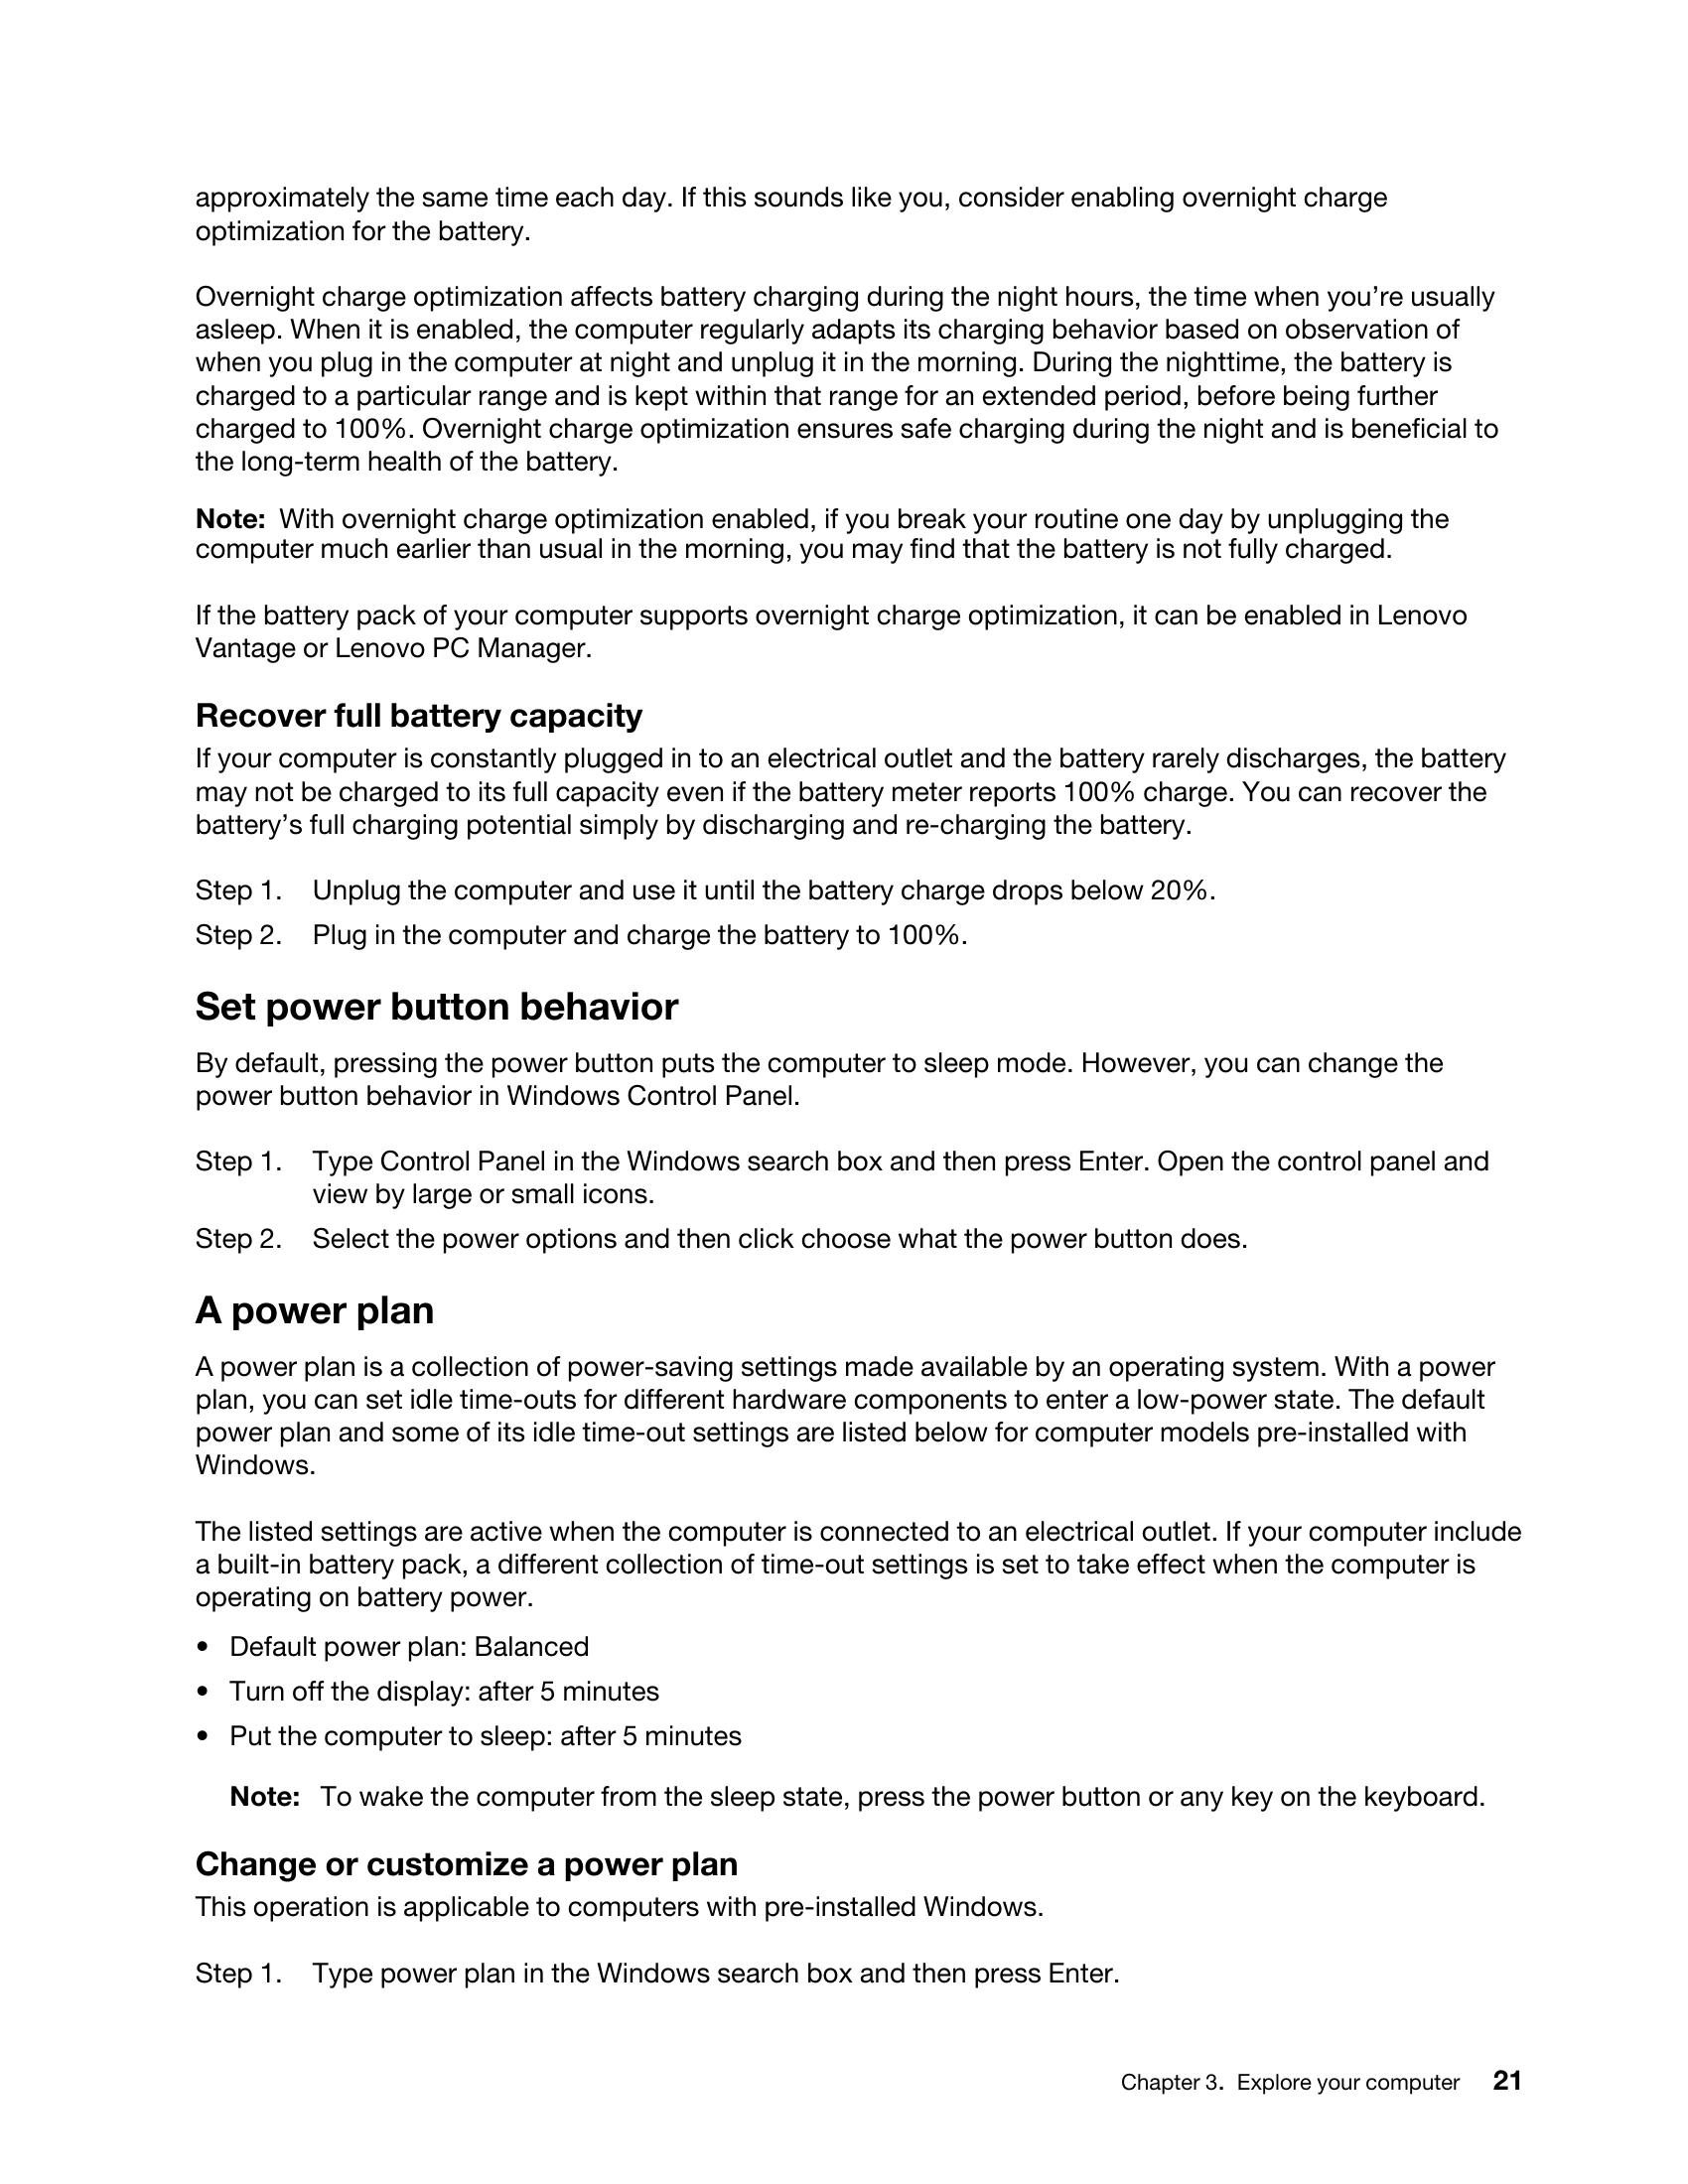 approximately the same time each day. If this sounds like you, consider enabling overnight charge
optimization for the battery.
Overnight charge optimization affects battery charging during the night hours, the time when you’re usually
asleep. When it is enabled, the computer regularly adapts its charging behavior based on observation of
when you plug in the computer at night and unplug it in the morning. During the nighttime, the battery is
charged to a particular range and is kept within that range for an extended period, before being further
charged to 100%. Overnight charge optimization ensures safe charging during the night and is beneficial to
the long-term health of the battery.
Note: With overnight charge optimization enabled, if you break your routine one day by unplugging the
computer much earlier than usual in the morning, you may find that the battery is not fully charged.
If the battery pack of your computer supports overnight charge optimization, it can be enabled in Lenovo
Vantage or Lenovo PC Manager.
Recover full battery capacity
If your computer is constantly plugged in to an electrical outlet and the battery rarely discharges, the battery
may not be charged to its full capacity even if the battery meter reports 100% charge. You can recover the
battery’s full charging potential simply by discharging and re-charging the battery.
Step 1. Unplug the computer and use it until the battery charge drops below 20%.
Step 2. Plug in the computer and charge the battery to 100%.
Set power button behavior
By default, pressing the power button puts the computer to sleep mode. However, you can change the
power button behavior in Windows Control Panel.
Step 1. Type Control Panel in the Windows search box and then press Enter. Open the control panel and
view by large or small icons.
Step 2. Select the power options and then click choose what the power button does.
A power plan
A power plan is a collection of power-saving settings made available by an operating system. With a power
plan, you can set idle time-outs for different hardware components to enter a low-power state. The default
power plan and some of its idle time-out settings are listed below for computer models pre-installed with
Windows.
The listed settings are active when the computer is connected to an electrical outlet. If your computer include
a built-in battery pack, a different collection of time-out settings is set to take effect when the computer is
operating on battery power.
• Default power plan: Balanced
• Turn off the display: after 5 minutes
• Put the computer to sleep: after 5 minutes
Note: To wake the computer from the sleep state, press the power button or any key on the keyboard.
Change or customize a power plan
This operation is applicable to computers with pre-installed Windows.
Step 1. Type power plan in the Windows search box and then press Enter.
Chapter 3. Explore your computer 21